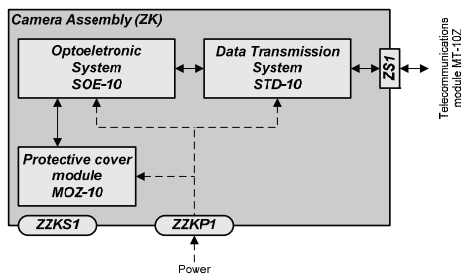 Camera Assembly (ZK)
Optoeletronic
System
SOE-10
Data Transmission
System
STD-10
ZS1
Telecommunications
module MT-10Z
Protective cover
module
MOZ-10
ZZKS1
ZZKP1
Power